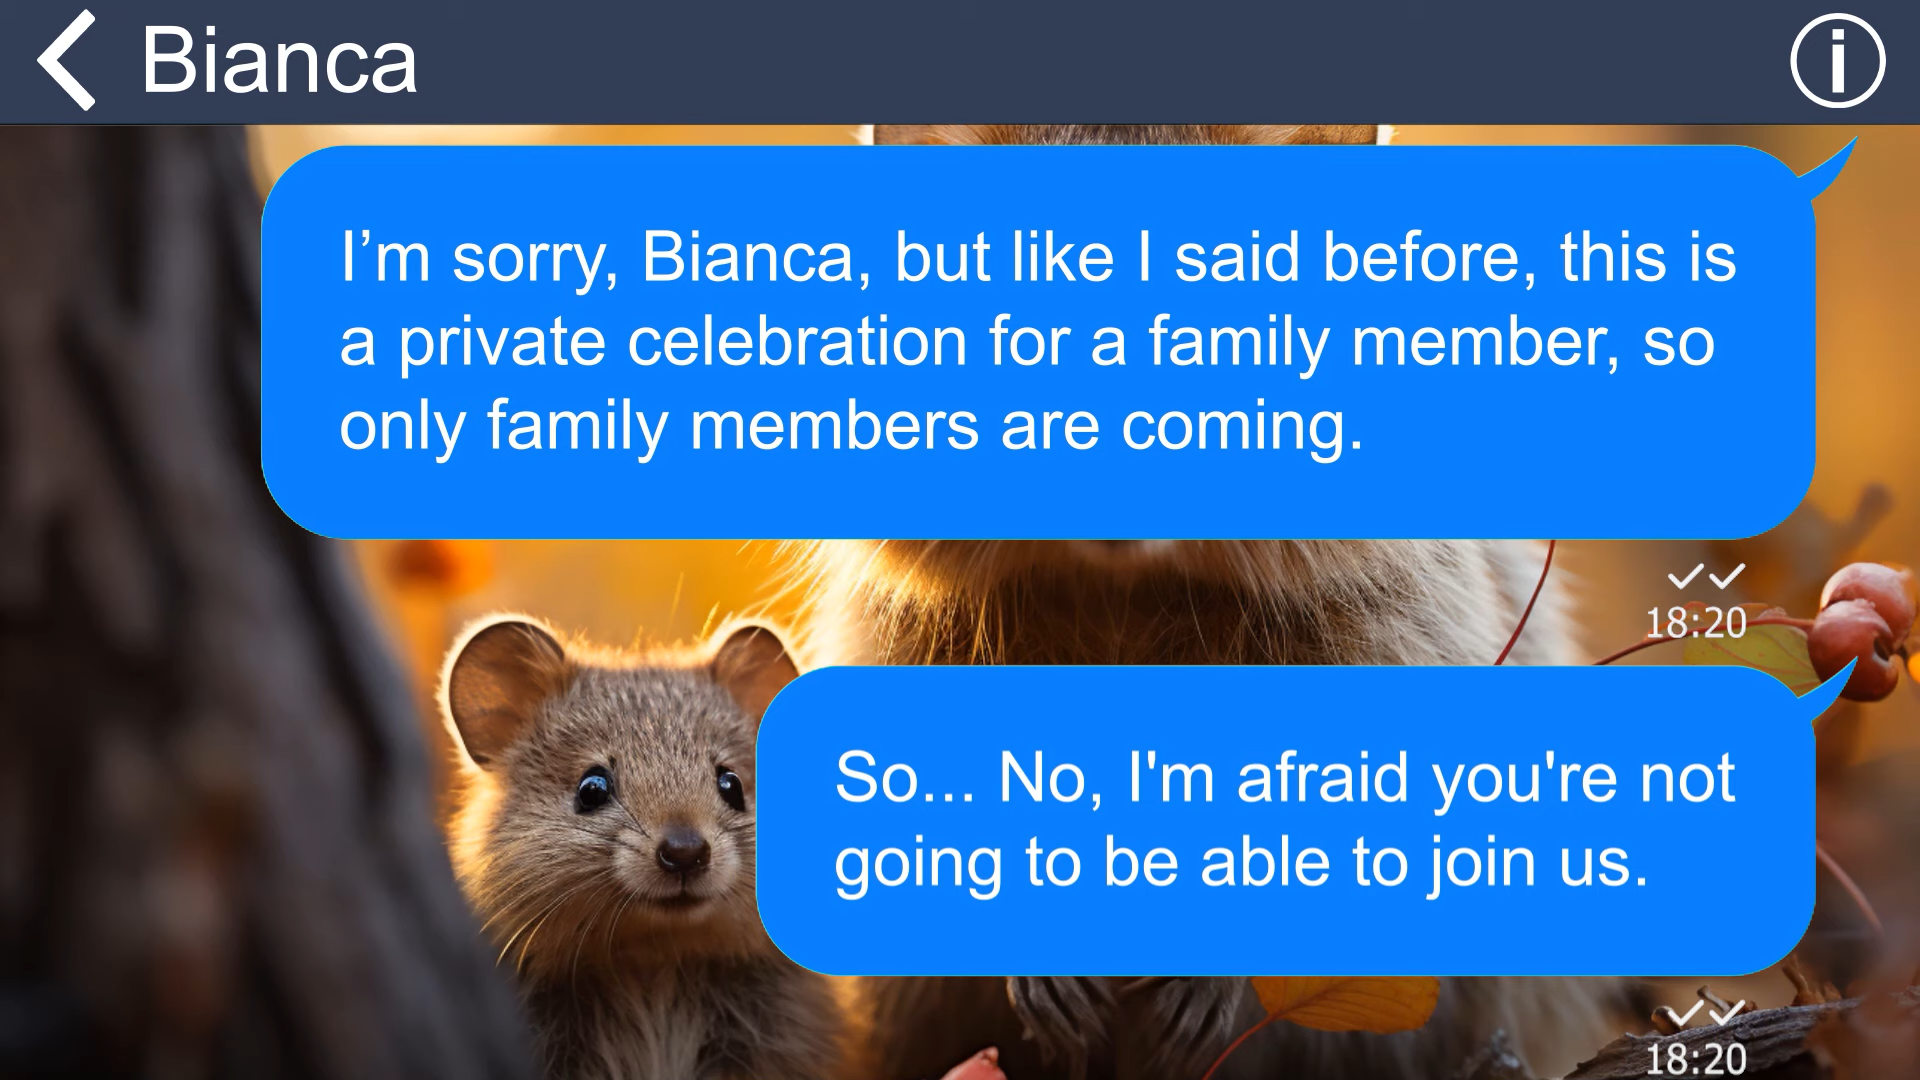 Bianca
I’m sorry, Bianca, but like I said before, this is
a private celebration for a family member, so
only family members are coming.
18:20
So... No, I'm afraid you're not
going to be able to join us.
18:20